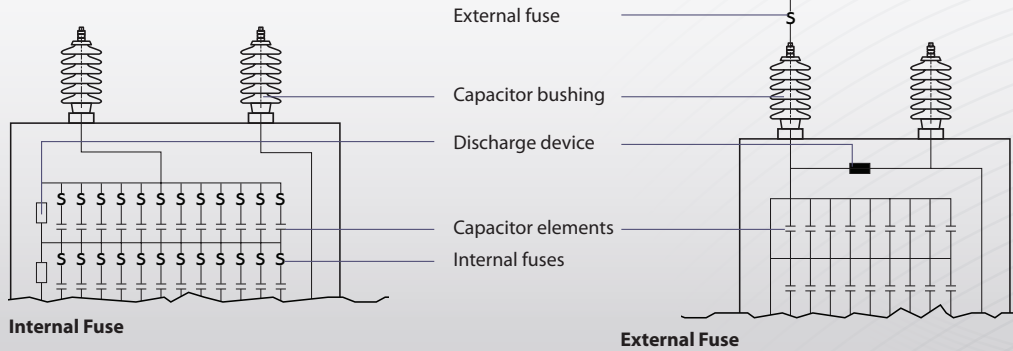 External fuse
S
Capacitor bushing
Discharge device
S S S S S S S S S S S S
Capacitor elements
S S S S S S S S S S S S
Internal fuses
Internal Fuse
External Fuse